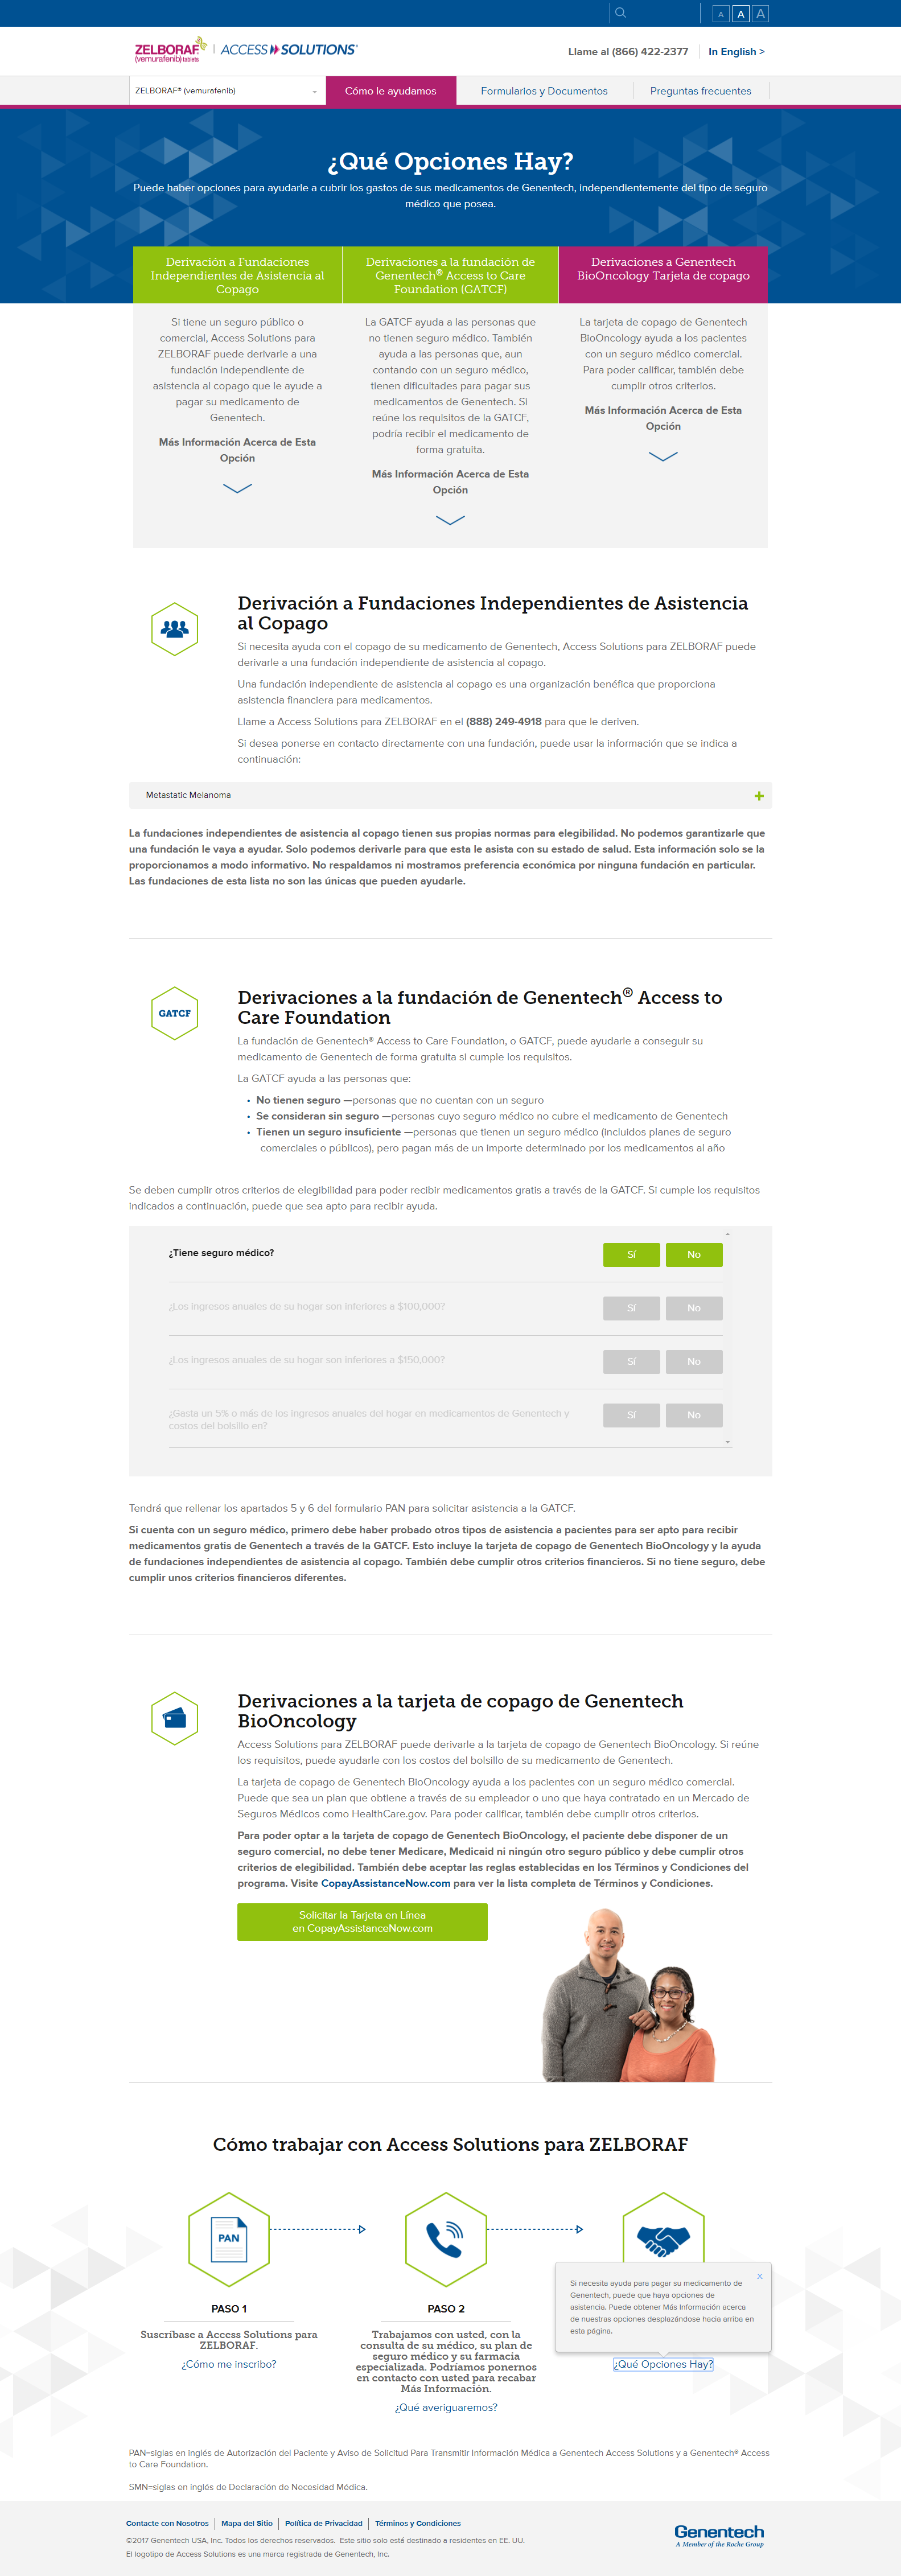 A A A
ZELBORAF®
(vemurafenib) tablets
ACCESS SOLUTIONS®
Llame al (866) 422-2377
In English >
ZELBORAF® (vemurafenib)
Cómo le ayudamos
Formularios y Documentos
Preguntas frecuentes
¿Qué Opciones Hay?
Puede haber opciones para ayudarle a cubrir los gastos de sus medicamentos de Genentech, independientemente del tipo de seguro
médico que posea.
Derivación a Fundaciones
Independientes de Asistencia al
Copago
Si tiene un seguro público o
comercial, Access Solutions para
ZELBORAF puede derivarle a una
fundación independiente de
asistencia al copago que le ayude a
pagar su medicamento de
Genentech.
Más Información Acerca de Esta
Opción
Derivaciones a la fundación de
Genentech® Access to Care
Foundation (GATCF)
La GATCF ayuda a las personas que
no tienen seguro médico. También
ayuda a las personas que, aun
contando con un seguro médico,
tienen dificultades para pagar sus
medicamentos de Genentech. Si
reúne los requisitos de la GATCF,
podría recibir el medicamento de
forma gratuita.
Más Información Acerca de Esta
Opción
Derivaciones a Genentech
BioOncology Tarjeta de copago
La tarjeta de copago de Genentech
BioOncology ayuda a los pacientes
con un seguro médico comercial.
Para poder calificar, también debe
cumplir otros criterios.
Más Información Acerca de Esta
Opción
Derivación a Fundaciones Independientes de Asistencia
al Copago
Si necesita ayuda con el copago de su medicamento de Genentech, Access Solutions para ZELBORAF puede
derivarle a una fundación independiente de asistencia al copago.
Una fundación independiente de asistencia al copago es una organización benéfica que proporciona
asistencia financiera para medicamentos.
Llame a Access Solutions para ZELBORAF en el (888) 249-4918 para que le deriven.
Si desea ponerse en contacto directamente con una fundación, puede usar la información que se indica a
continuación:
Metastatic Melanoma
+
La fundaciones independientes de asistencia al copago tienen sus propias normas para elegibilidad. No podemos garantizarle que
una fundación le vaya a ayudar. Solo podemos derivarle para que esta le asista con su estado de salud. Esta información solo se la
proporcionamos a modo informativo. No respaldamos ni mostramos preferencia económica por ninguna fundación en particular.
Las fundaciones de esta lista no son las únicas que pueden ayudarle.
GATCF
Derivaciones a la fundación de Genentech® Access to
Care Foundation
La fundación de Genentech® Access to Care Foundation, o GATCF, puede ayudarle a conseguir su
medicamento de Genentech de forma gratuita si cumple los requisitos.
La GATCF ayuda a las personas que:
• No tienen seguro —personas que no cuentan con un seguro
• Se consideran sin seguro —personas cuyo seguro médico no cubre el medicamento de Genentech
• Tienen un seguro insuficiente —personas que tienen un seguro médico (incluidos planes de seguro
comerciales o públicos), pero pagan más de un importe determinado por los medicamentos al año
Se deben cumplir otros criterios de elegibilidad para poder recibir medicamentos gratis a través de la GATCF. Si cumple los requisitos
indicados a continuación, puede que sea apto para recibir ayuda.
¿Tiene seguro médico?
Sí No
¿Los ingresos anuales de su hogar son inferiores a $100,000?
Sí No
¿Los ingresos anuales de su hogar son inferiores a $150,000?
Sí No
¿Gasta un 5% o más de los ingresos anuales del hogar en medicamentos de Genentech y
costos del bolsillo en?
Sí No
Tendrá que rellenar los apartados 5 y 6 del formulario PAN para solicitar asistencia a la GATCF.
Si cuenta con un seguro médico, primero debe haber probado otros tipos de asistencia a pacientes para ser apto para recibir
medicamentos gratis de Genentech a través de la GATCF. Esto incluye la tarjeta de copago de Genentech BioOncology y la ayuda
de fundaciones independientes de asistencia al copago. También debe cumplir otros criterios financieros. Si no tiene seguro, debe
cumplir unos criterios financieros diferentes.
Derivaciones a la tarjeta de copago de Genentech
BioOncology
Access Solutions para ZELBORAF puede derivarle a la tarjeta de copago de Genentech BioOncology. Si reúne
los requisitos, puede ayudarle con los costos del bolsillo de su medicamento de Genentech.
La tarjeta de copago de Genentech BioOncology ayuda a los pacientes con un seguro médico comercial.
Puede que sea un plan que obtiene a través de su empleador o uno que haya contratado en un Mercado de
Seguros Médicos como HealthCare.gov. Para poder calificar, también debe cumplir otros criterios.
Para poder optar a la tarjeta de copago de Genentech BioOncology, el paciente debe disponer de un
seguro comercial, no debe tener Medicare, Medicaid ni ningún otro seguro público y debe cumplir otros
criterios de elegibilidad. También debe aceptar las reglas establecidas en los Términos y Condiciones del
programa. Visite CopayAssistanceNow.com para ver la lista completa de Términos y Condiciones.
Solicitar la Tarjeta en Línea
en CopayAssistanceNow.com
Cómo trabajar con Access Solutions para ZELBORAF
PAN
PASO 1
Suscríbase a Access Solutions para
ZELBORAF.
¿Cómo me inscribo?
PASO 2
Trabajamos con usted, con la
consulta de su médico, su plan de
seguro médico y su farmacia
especializada. Podríamos ponernos
en contacto con usted para recabar
Más Información.
¿Qué averiguaremos?
X
Si necesita ayuda para pagar su medicamento de
Genentech, puede que haya opciones de
asistencia. Puede obtener Más Información acerca
de nuestras opciones desplazándose hacia arriba en
esta página.
¿Qué Opciones Hay?
PAN=siglas en inglés de Autorización del Paciente y Aviso de Solicitud Para Transmitir Información Médica a Genentech Access Solutions y a Genentech® Access
to Care Foundation.
SMN=siglas en inglés de Declaración de Necesidad Médica.
Contacte con Nosotros | Mapa del Sitio | Política de Privacidad | Términos y Condiciones
©2017 Genentech USA, Inc. Todos los derechos reservados. Este sitio solo está destinado a residentes en EE. UU.
El logotipo de Access Solutions es una marca registrada de Genentech, Inc.
Genentech
A Member of the Roche Group